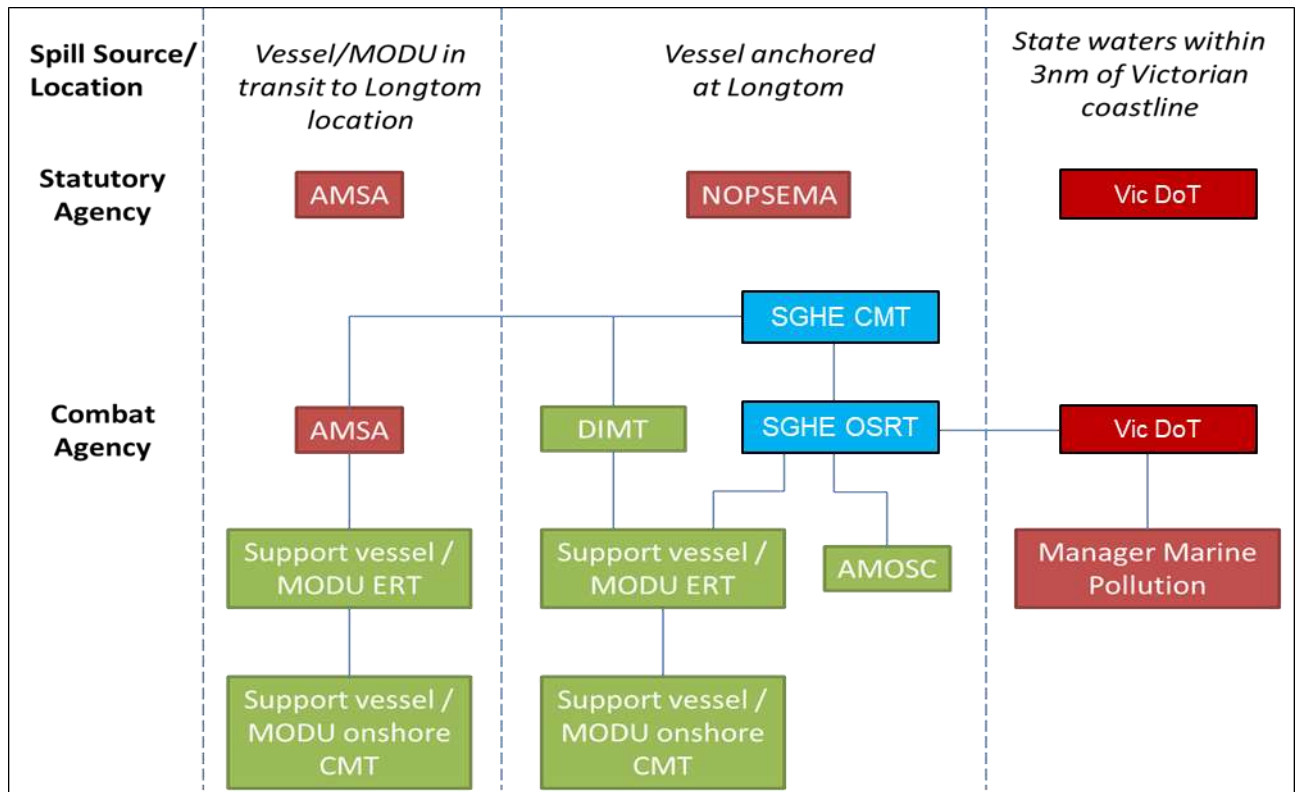 Spill Source/
Location
Vessel/MODU in
transit to Longtom
location
Vessel anchored
at Longtom
State waters within
3nm of Victorian
coastline
Statutory
Agency
AMSA
NOPSEMA
Vic DoT
SGHE CMT
Combat
Agency
AMSA
DIMT
SGHE OSRT
Vic DoT
Support vessel /
MODU ERT
Support vessel /
MODU ERT
AMOSC
Manager Marine
Pollution
Support vessel /
MODU onshore
CMT
Support vessel /
MODU onshore
CMT